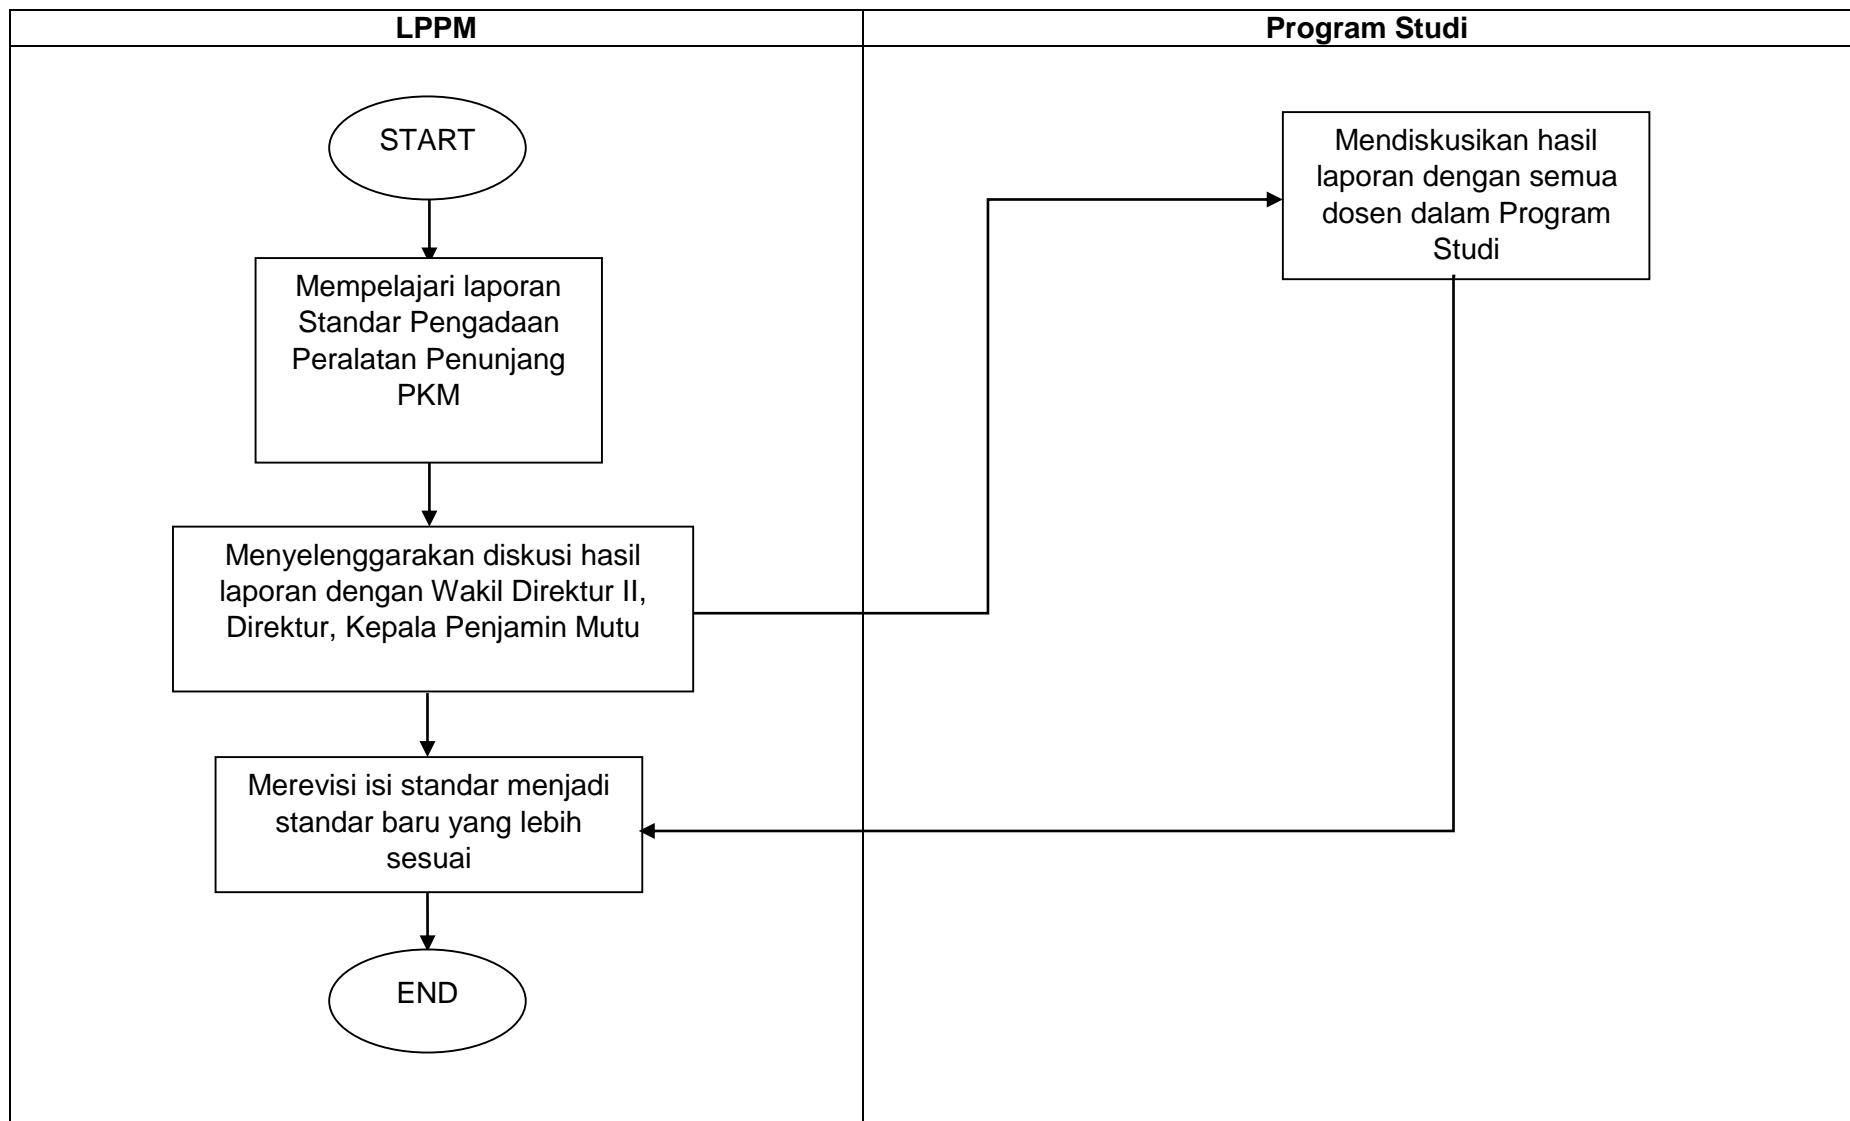 LPPM
Program Studi
START
Mempelajari laporan
Standar Pengadaan
Peralatan Penunjang
PKM
Menyelenggarakan diskusi hasil
laporan dengan Wakil Direktur II,
Direktur, Kepala Penjamin Mutu
Merevisi isi standar menjadi
standar baru yang lebih
sesuai
END
Mendiskusikan hasil
laporan dengan semua
dosen dalam Program
Studi